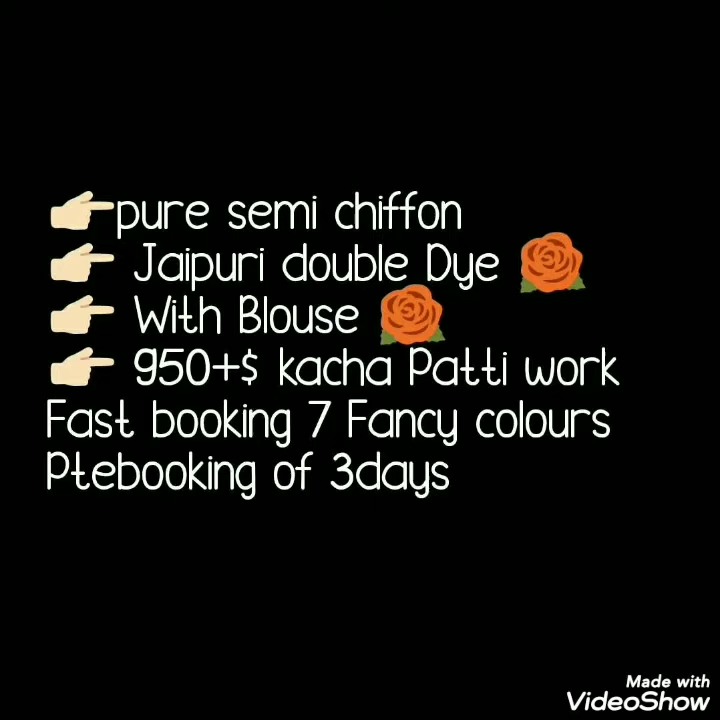 👉🏻pure semi chiffon
👉🏻 Jaipuri double Dye 🌹
👉🏻 With Blouse 🌹
👉🏻 950+$ kacha Patti work
Fast booking 7 Fancy colours
Ptebooking of 3days
Made with
VideoShow